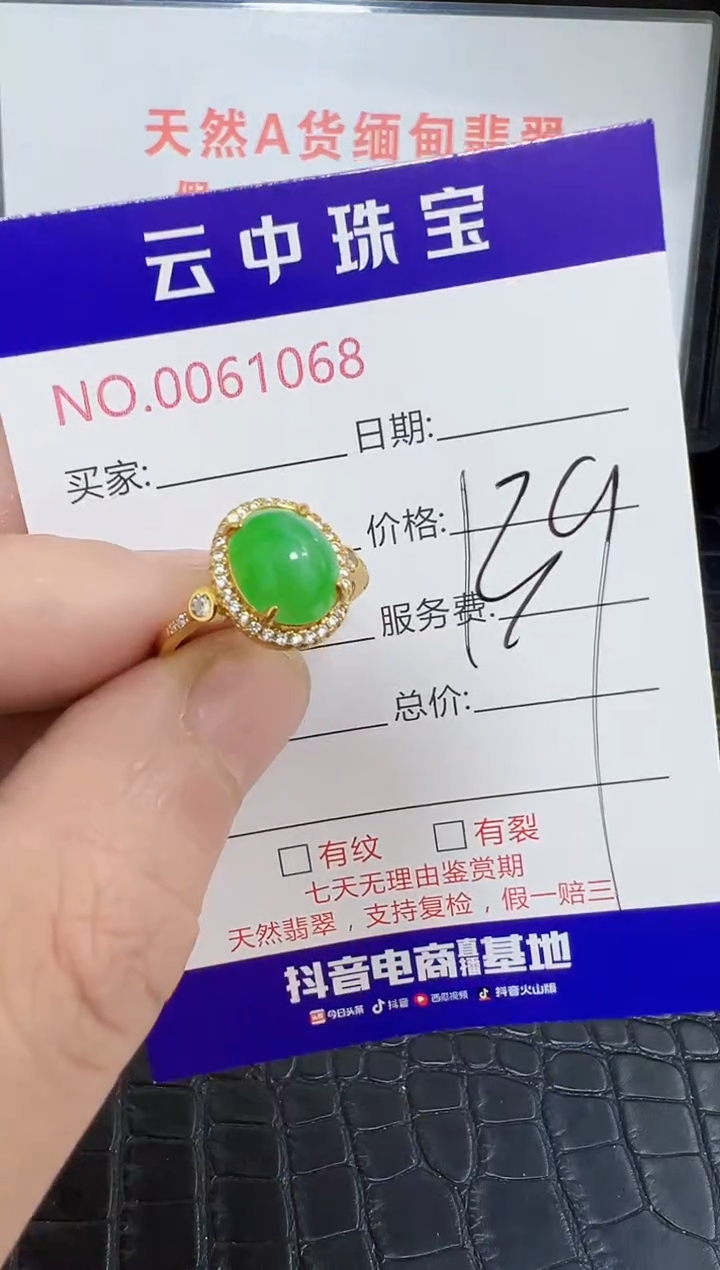 天然A货缅甸翡翠
假
云中珠宝
NO.0061068
日期:
买家:
价格:
服务费:
总价:
有纹 有裂
七天无理由鉴赏期
天然翡翠，支持复检，假一赔三
抖音电商直播基地
头条 今日头条 抖音 西瓜视频 抖音火山版